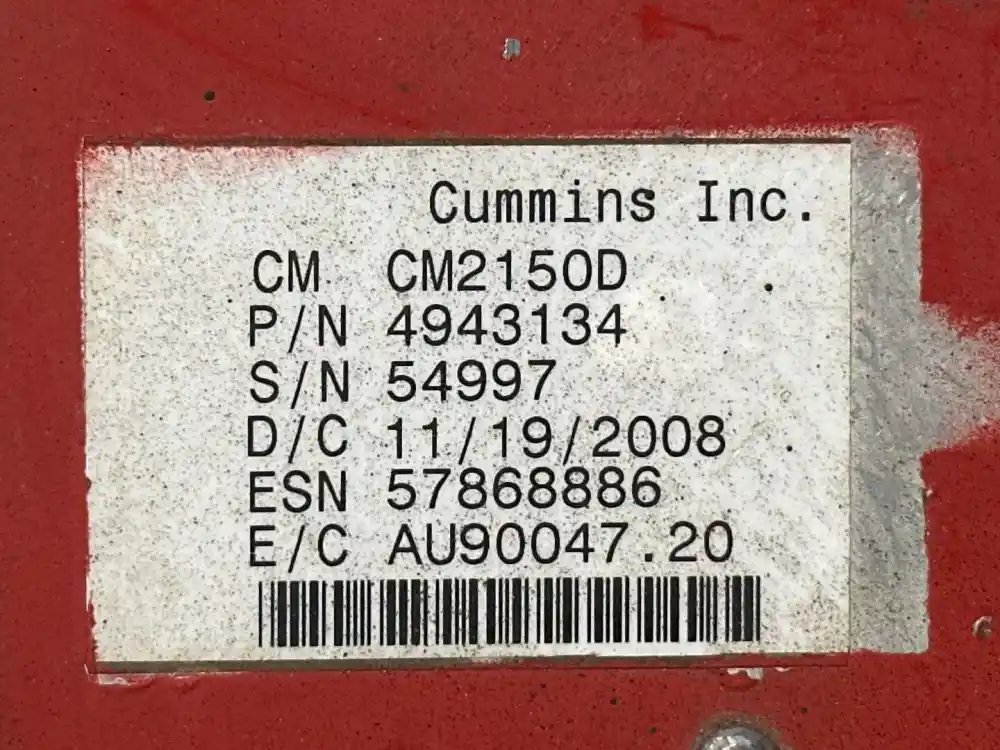 Cummins Inc.
CM CM2150D
P/N 4943134
S/N 54997
D/C 11/19/2008
ESN 57868886
E/C AU90047.20